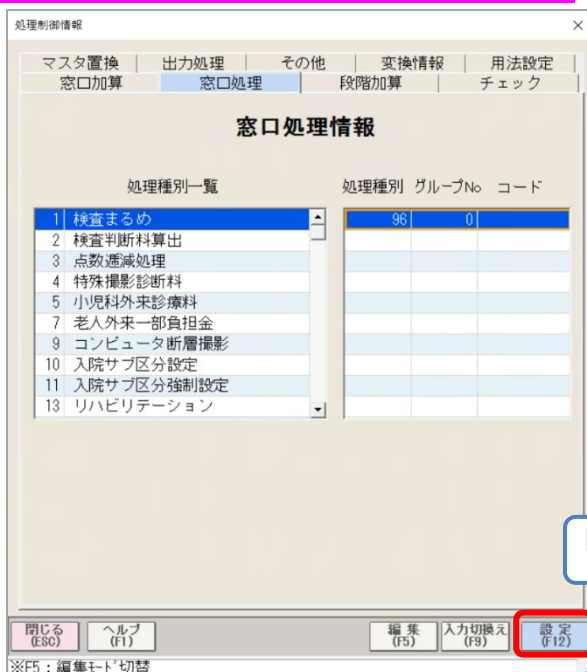 処理制御情報 ×
マスタ置換 出力処理 その他 変換情報 用法設定
窓口加算 窓口処理 段階加算 チェック
窓口処理情報
処理種別一覧
処理種別 グループNo コード
1 検査まるめ
96 0
2 検査判断料算出
3 点数逓減処理
4 特殊撮影診断料
5 小児科外来診療料
7 老人外来一部負担金
9 コンピュータ断層撮影
10 入院サブ区分設定
11 入院サブ区分強制設定
13 リハビリテーション
閉じる (ESC)
ヘルプ (F1)
編集 (F5)
入力切換え (F9)
設定 (F12)
※F5:編集ﾓｰﾄﾞ切替